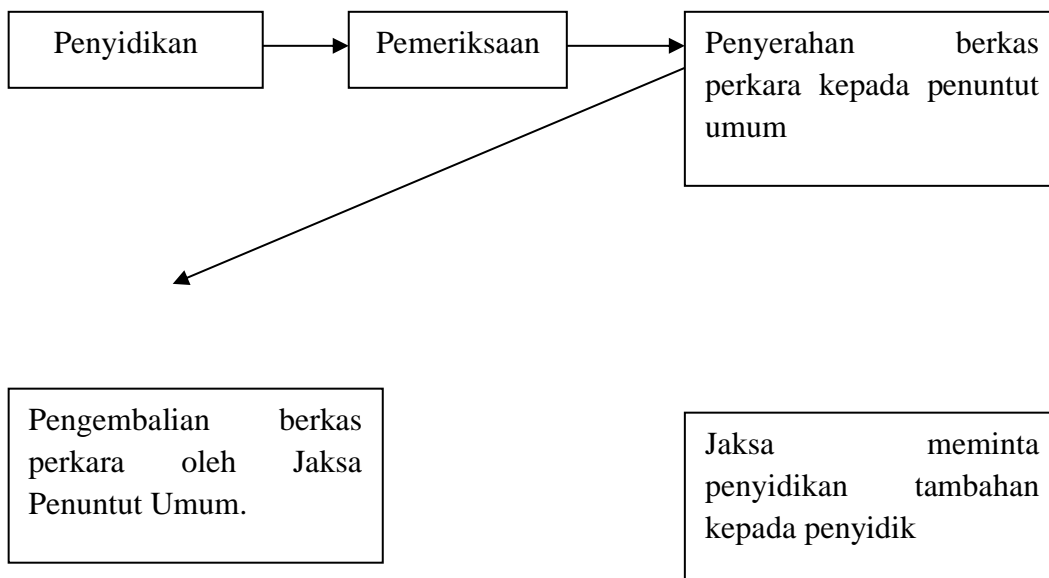 Penyidikan
Pemeriksaan
Penyerahan berkas
perkara kepada penuntut
umum
Pengembalian berkas
perkara oleh Jaksa
Penuntut Umum.
Jaksa meminta
penyidikan tambahan
kepada penyidik